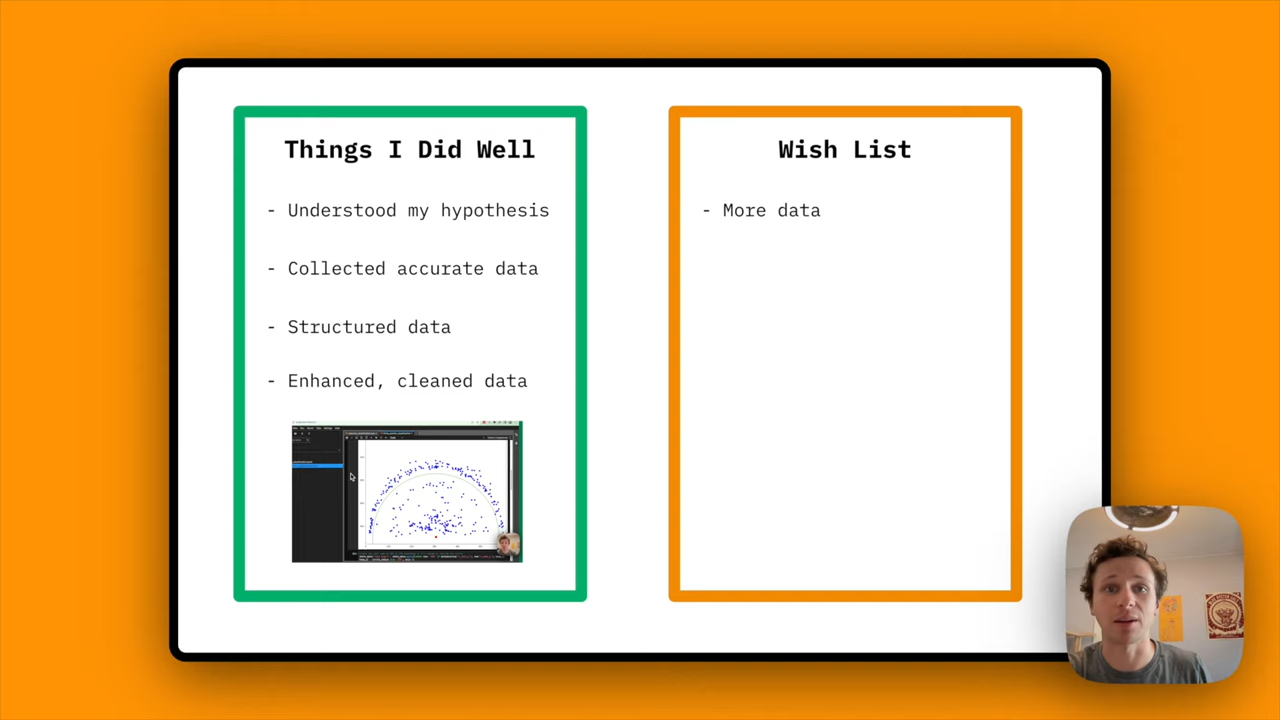 Things I Did Well
- Understood my hypothesis
- Collected accurate data
- Structured data
- Enhanced, cleaned data
Wish List
- More data